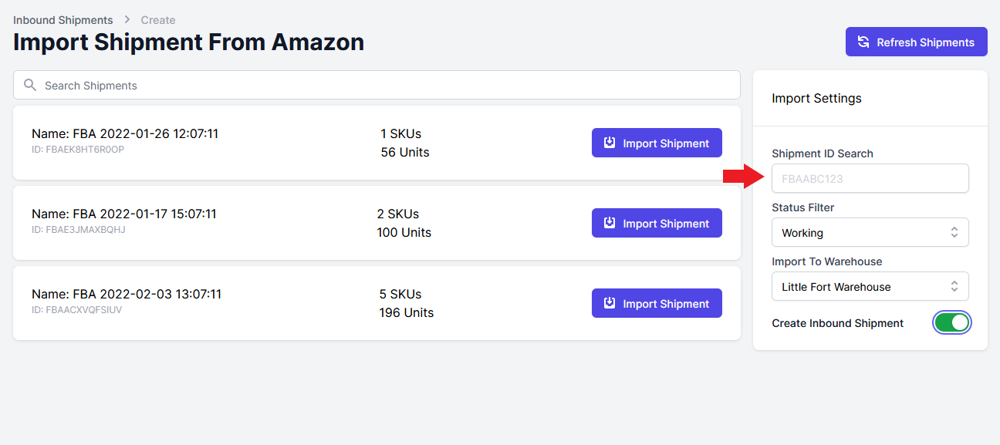 Inbound Shipments > Create
Import Shipment From Amazon
Refresh Shipments
Search Shipments
Name: FBA 2022-01-26 12:07:11
ID: FBAEK8HT6R0OP
1 SKUs
56 Units
Import Shipment
Name: FBA 2022-01-17 15:07:11
ID: FBAE3JMAXBQHJ
2 SKUs
100 Units
Import Shipment
Name: FBA 2022-02-03 13:07:11
ID: FBAACXVQFSIUV
5 SKUs
196 Units
Import Shipment
Import Settings
Shipment ID Search
FBAABC123
Status Filter
Working
Import To Warehouse
Little Fort Warehouse
Create Inbound Shipment